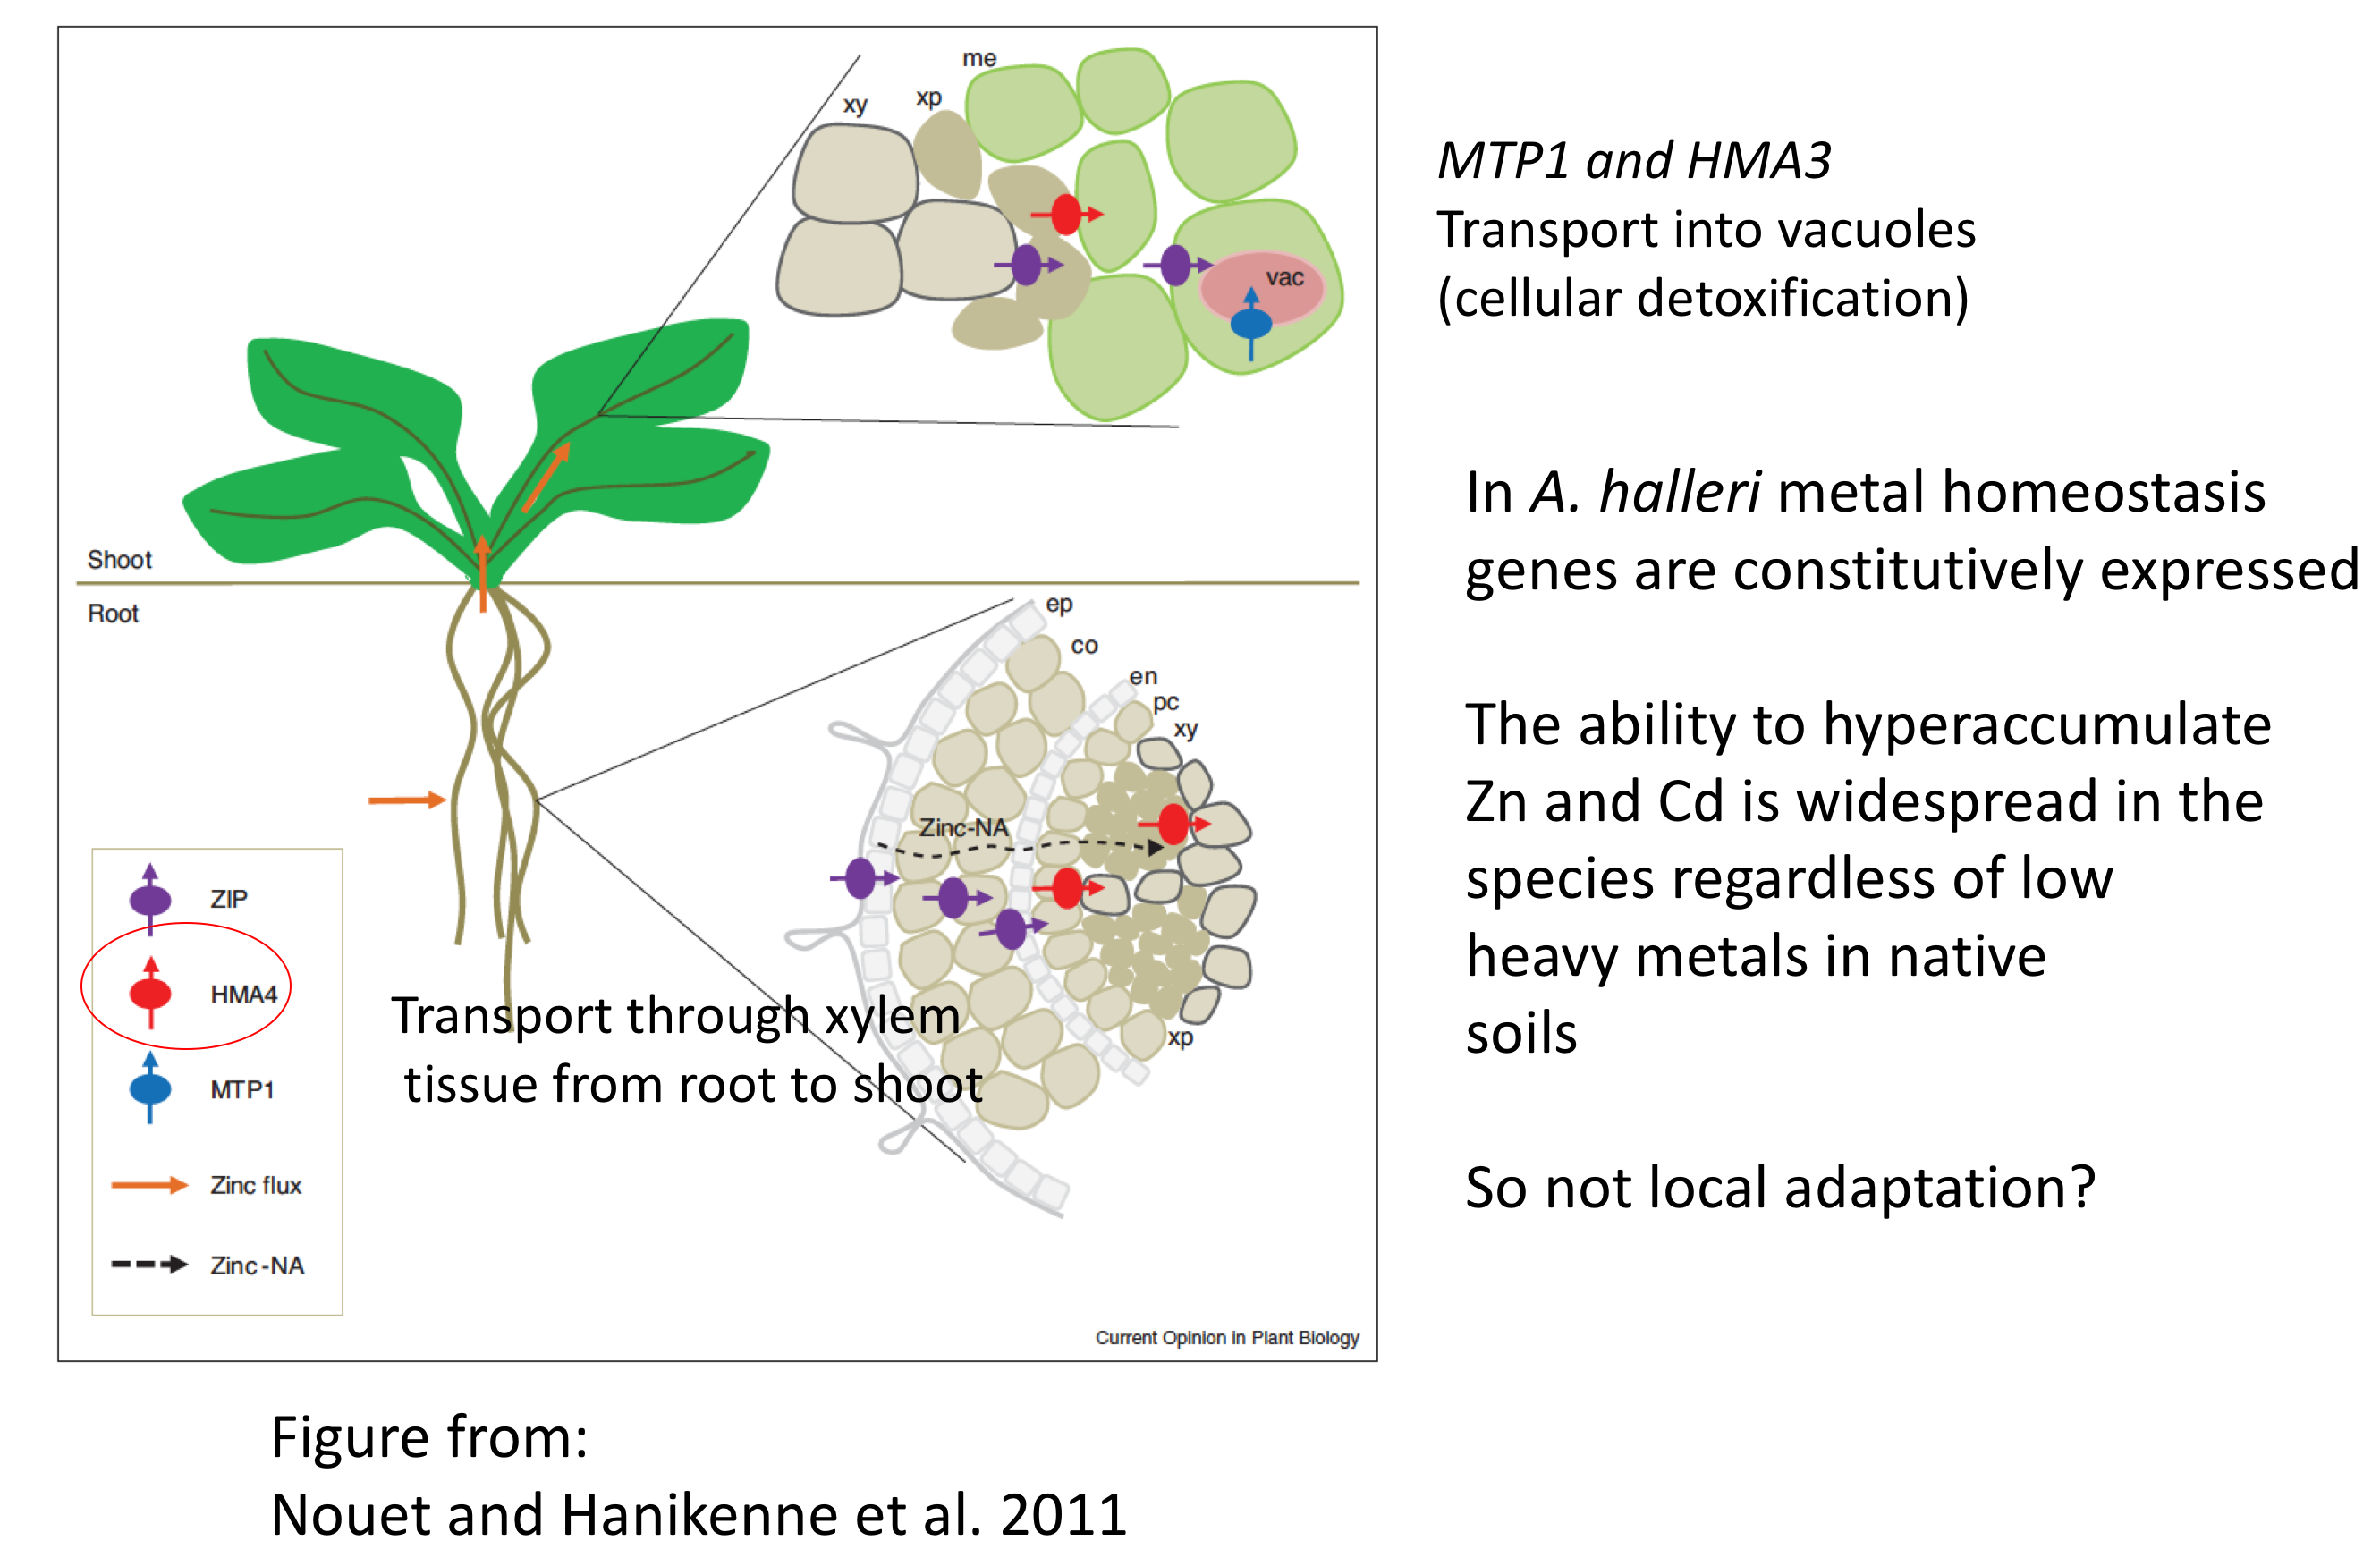 me
xy
xp
vac
Shoot
Root
ep
co
en
pc
xy
Zinc-NA
xp
ZIP
HMA4
MTP1
Zinc flux
Zinc-NA
Transport through xylem
tissue from root to shoot
Current Opinion in Plant Biology
MTP1 and HMA3
Transport into vacuoles
(cellular detoxification)
In A. halleri metal homeostasis
genes are constitutively expressed
The ability to hyperaccumulate
Zn and Cd is widespread in the
species regardless of low
heavy metals in native
soils
So not local adaptation?
Figure from:
Nouet and Hanikenne et al. 2011